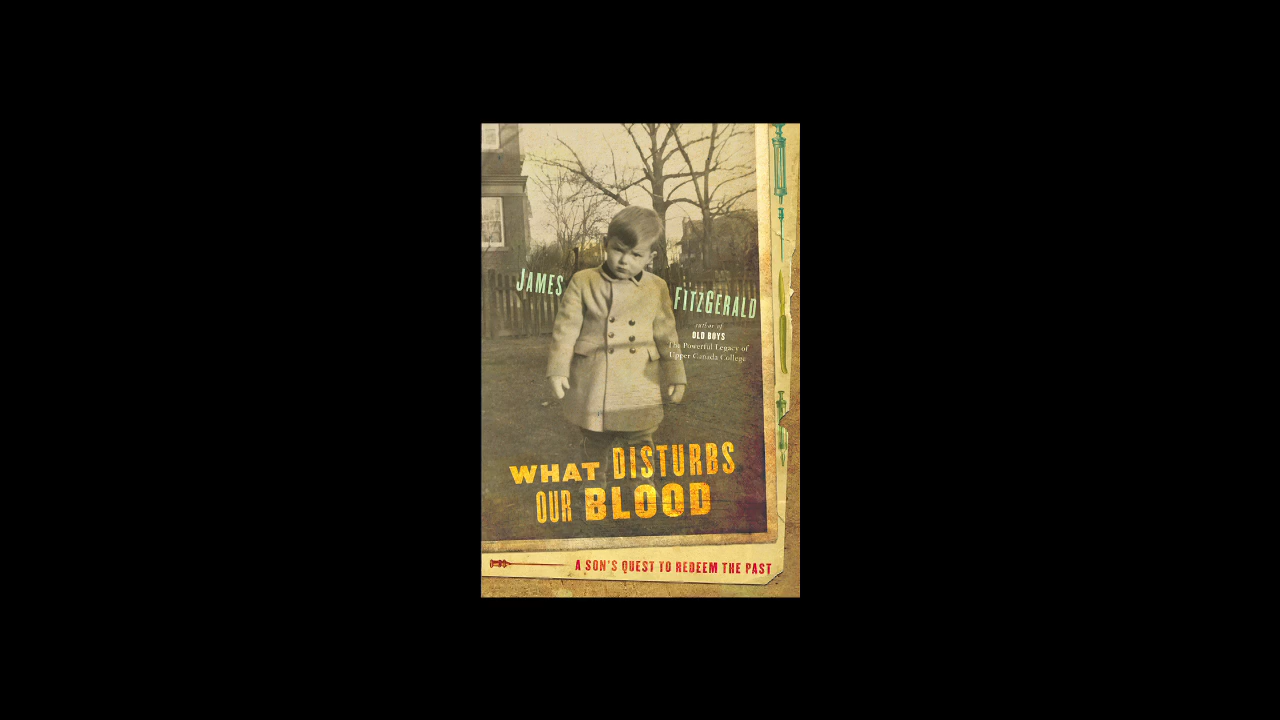 JAMES FITZGERALD
author of
OLD BOYS
The Powerful Legacy of
Upper Canada College
WHAT DISTURBS
OUR BLOOD
A SON'S QUEST TO REDEEM THE PAST